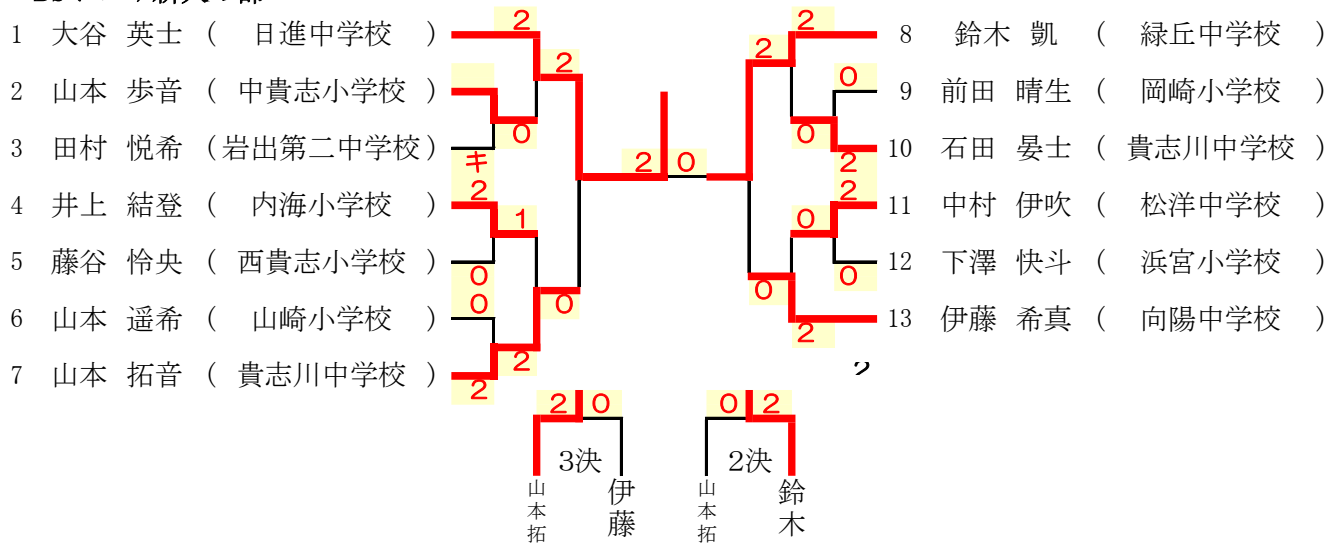 1 大谷 英士 ( 日進中学校 ) 2
2 山本 歩音 ( 中貴志小学校 )
3 田村 悦希 (岩出第二中学校) キ
4 井上 結登 ( 内海小学校 ) 2
5 藤谷 怜央 ( 西貴志小学校 ) 0
6 山本 遥希 ( 山崎小学校 ) 0
7 山本 拓音 ( 貴志川中学校 ) 2
0
1
2
2
0
2 0
2
0
0
0
2 8 鈴木 凱 ( 緑丘中学校 )
0 9 前田 晴生 ( 岡崎小学校 )
2 10 石田 晏士 ( 貴志川中学校 )
2 11 中村 伊吹 ( 松洋中学校 )
0 12 下澤 快斗 ( 浜宮小学校 )
2 13 伊藤 希真 ( 向陽中学校 )
2 0
3決
山本拓
伊藤
0 2
2決
山本拓
鈴木